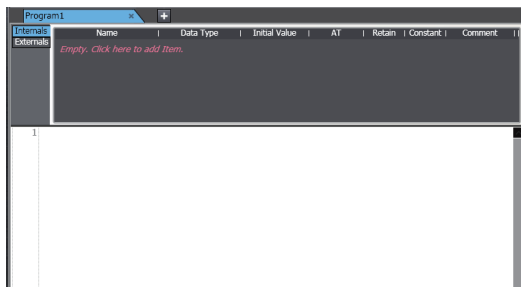 Program1 × +
Internals Name | Data Type | Initial Value | AT | Retain | Constant | Comment
Externals
Empty. Click here to add Item.
1